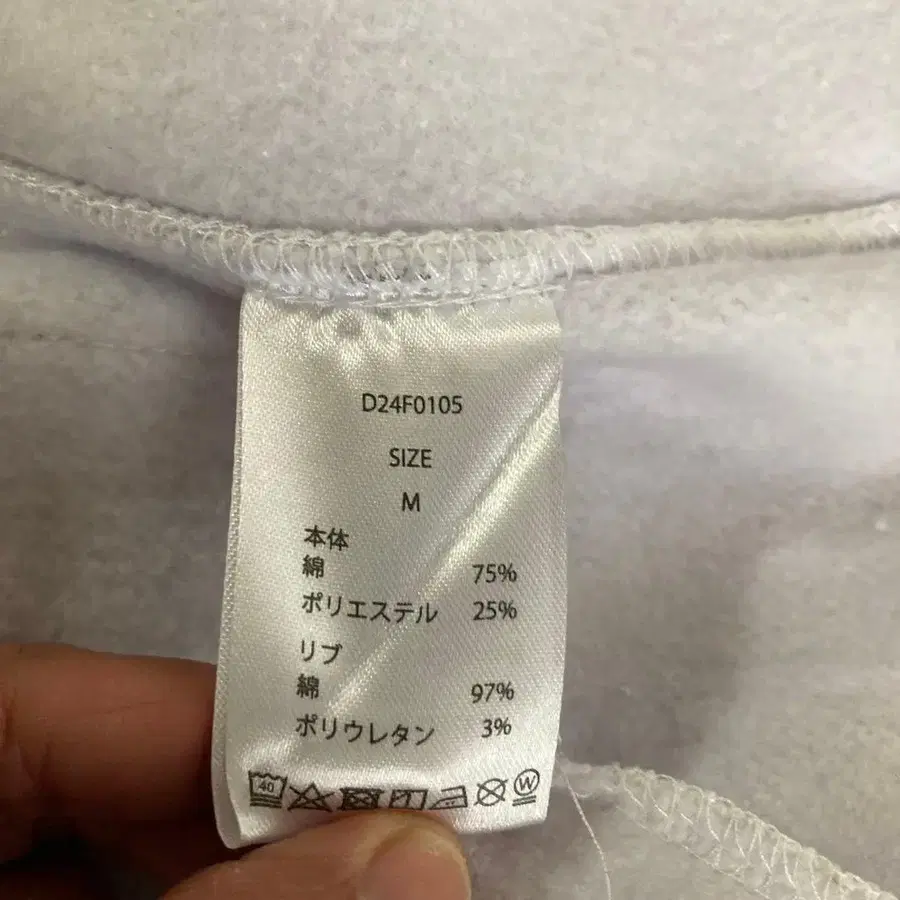 D24F0105
SIZE
M
本体
綿 75%
ポリエステル 25%
リブ
綿 97%
ポリウレタン 3%
40 W